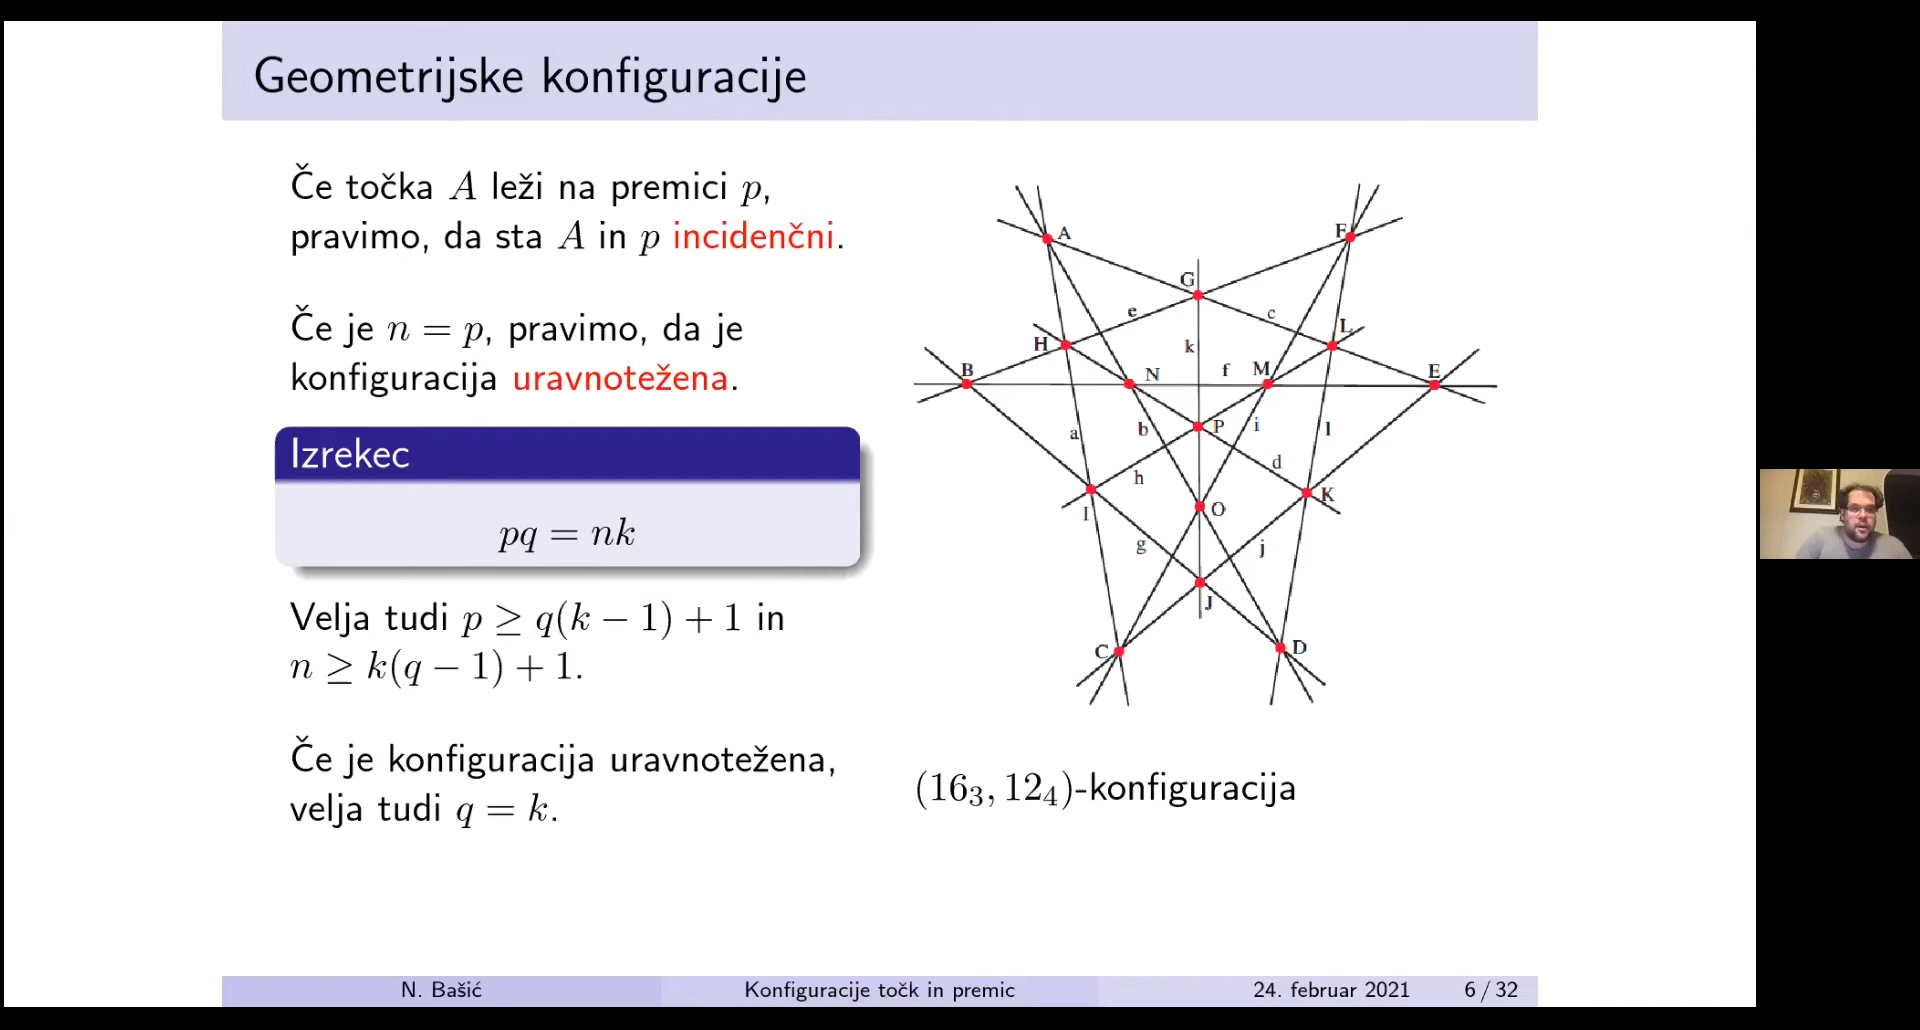 Geometrijske konfiguracije
Če točka A leži na premici p,
pravimo, da sta A in p incidenčni.
Če je n = p, pravimo, da je
konfiguracija uravnotežena.
Izrekec
pq = nk
Velja tudi p ≥ q(k − 1) + 1 in
n ≥ k(q − 1) + 1.
Če je konfiguracija uravnotežena,
velja tudi q = k.
A
F
G
e
c
L
H
k
B
N
f
M
E
a
b
P
i
l
h
d
K
I
O
g
j
J
C
D
(16₃, 12₄)-konfiguracija
N. Bašić
Konfiguracije točk in premic
24. februar 2021
6 / 32